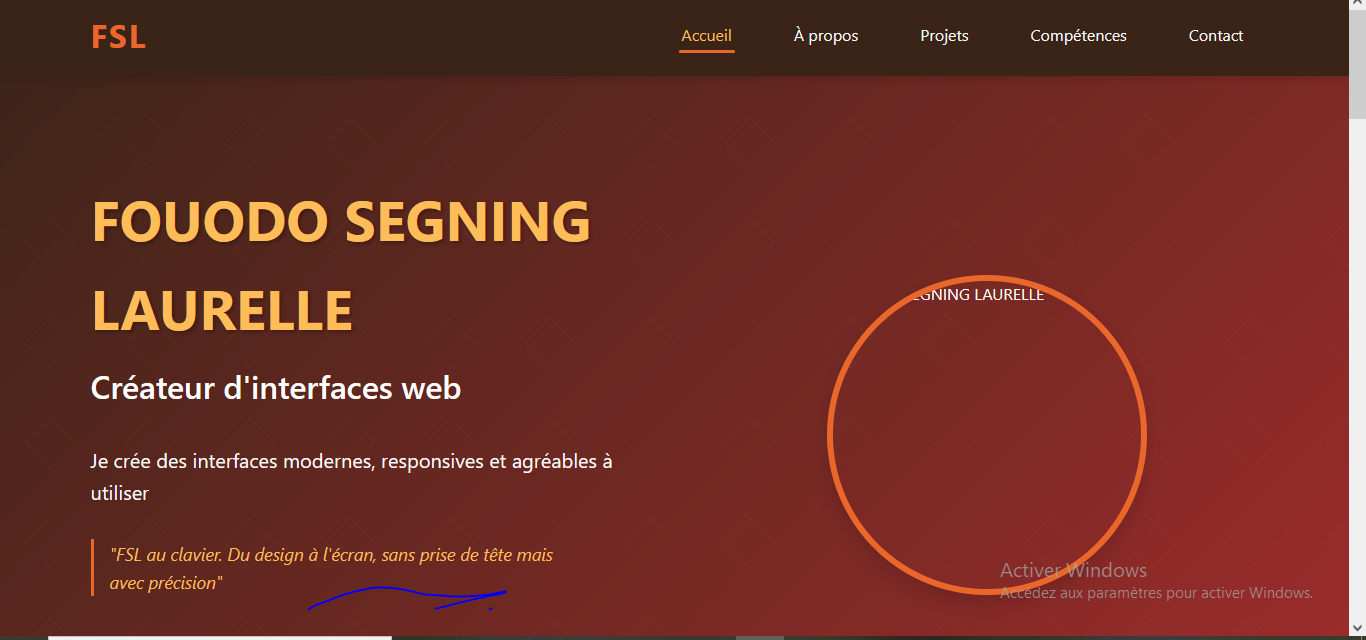 FSL
Accueil À propos Projets Compétences Contact
FOUODO SEGNING
LAURELLE
Créateur d'interfaces web
Je crée des interfaces modernes, responsives et agréables à
utiliser
"FSL au clavier. Du design à l'écran, sans prise de tête mais
avec précision"
SEGNING LAURELLE
Activer Windows
Accédez aux paramètres pour activer Windows.